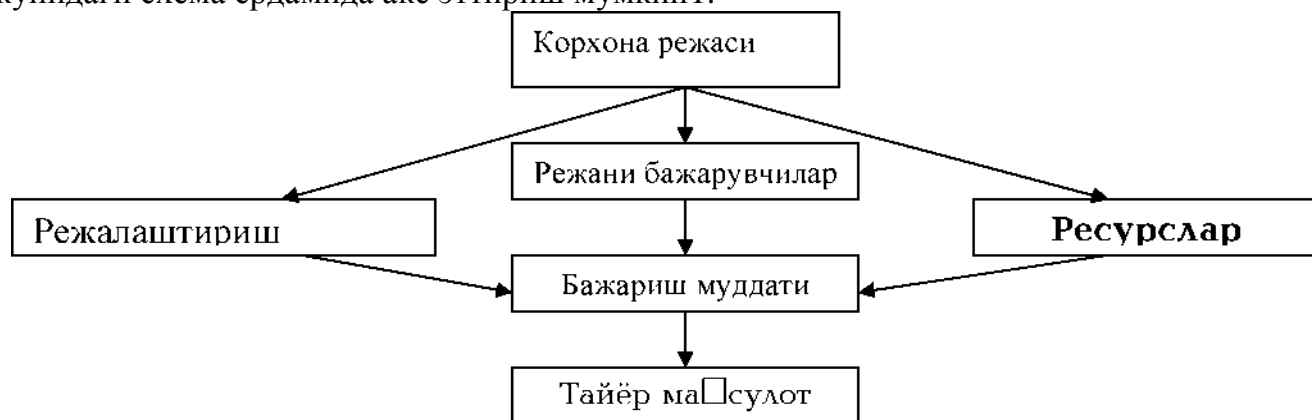 Корхона режаси
Режани бажарувчилар
Режалаштириш
Ресурслар
Бажариш муддати
Тайёр ма□сулот